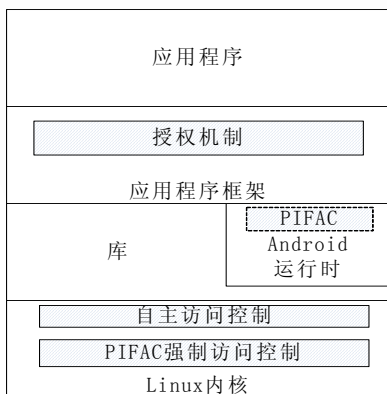 应用程序
授权机制
应用程序框架
库
PIFAC
Android
运行时
自主访问控制
PIFAC强制访问控制
Linux内核